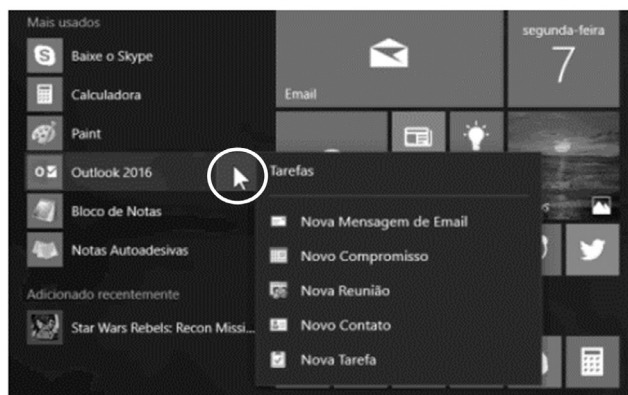 Mais usados
Baixe o Skype
Calculadora
Paint
Outlook 2016
Bloco de Notas
Notas Autoadesivas
Adicionado recentemente
Star Wars Rebels: Recon Missi...
Email
segunda-feira
7
Tarefas
Nova Mensagem de Email
Novo Compromisso
Nova Reunião
Novo Contato
Nova Tarefa